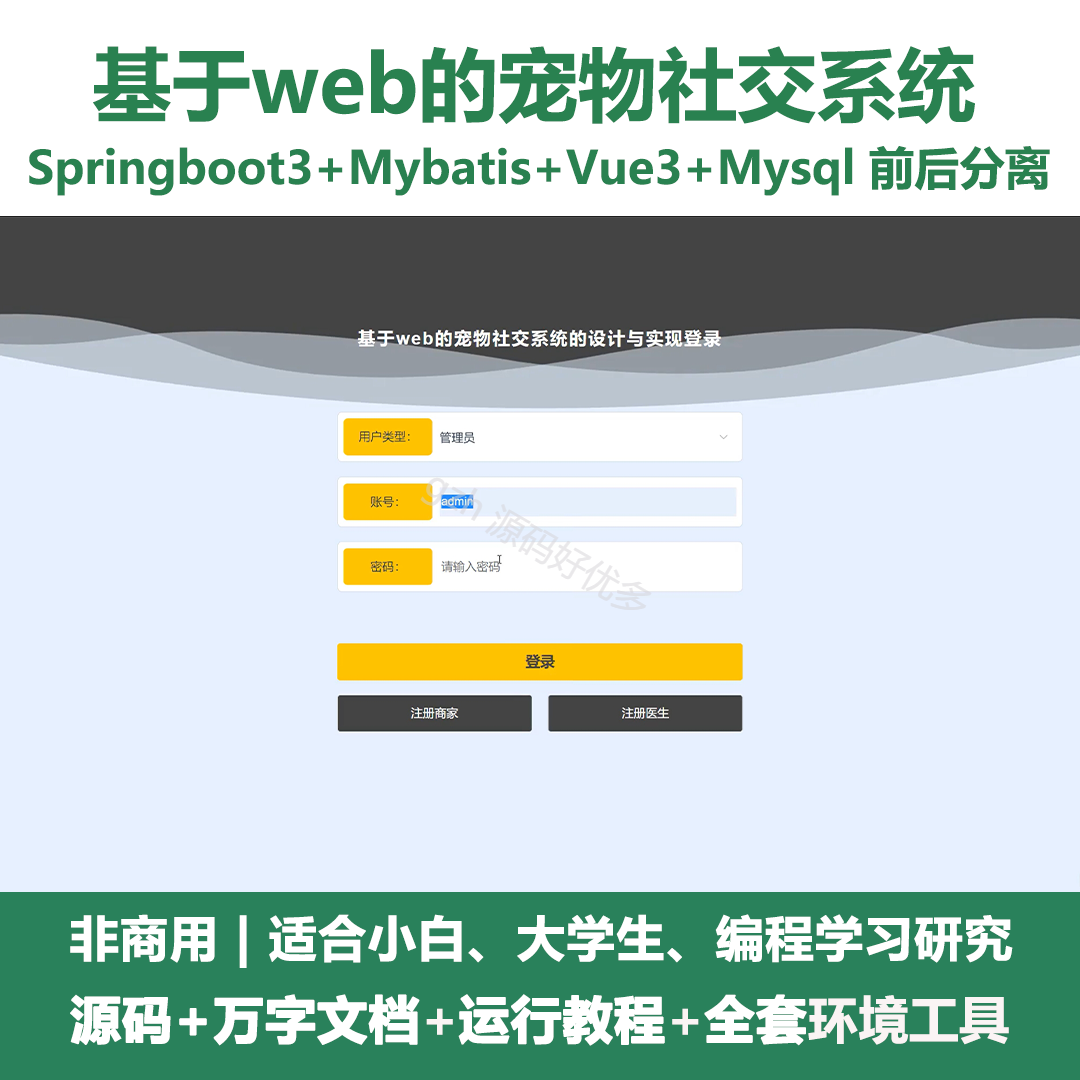 基于web的宠物社交系统
Springboot3+Mybatis+Vue3+Mysql 前后分离
基于web的宠物社交系统的设计与实现登录
用户类型： 管理员
账号： admin
gzh 源码好优多
密码： 请输入密码
登录
注册商家 注册医生
非商用｜适合小白、大学生、编程学习研究
源码+万字文档+运行教程+全套环境工具